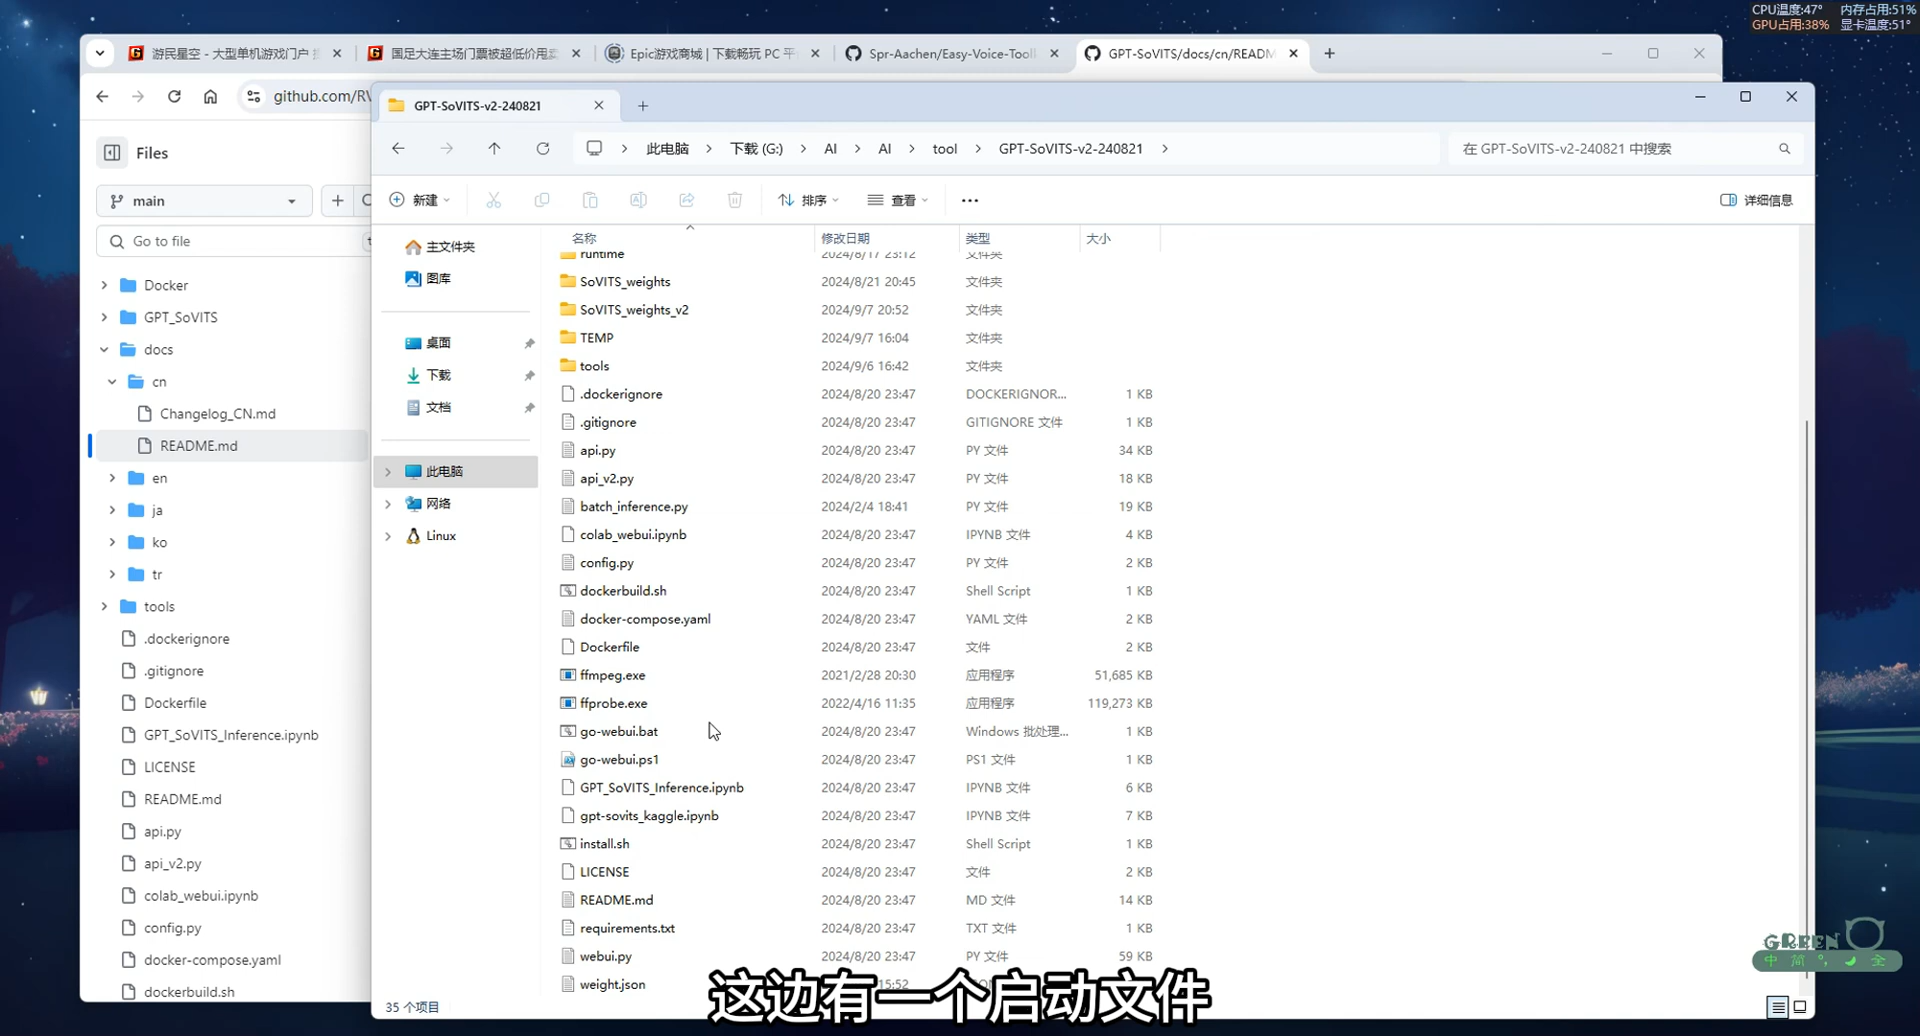 CPU温度:47° 内存占用:51%
GPU占用:38% 显卡温度:51°
游民星空 - 大型单机游戏门户
国足大连主场门票被超低价甩卖
Epic游戏商城 | 下载畅玩 PC 平
Spr-Aachen/Easy-Voice-Tool
GPT-SoVITS/docs/cn/READM
github.com/RV
GPT-SoVITS-v2-240821
此电脑 下载 (G:) AI AI tool GPT-SoVITS-v2-240821
在 GPT-SoVITS-v2-240821 中搜索
新建 排序 查看 详细信息
Files
main
Go to file
Docker
GPT_SoVITS
docs
cn
Changelog_CN.md
README.md
en
ja
ko
tr
tools
.dockerignore
.gitignore
Dockerfile
GPT_SoVITS_Inference.ipynb
LICENSE
README.md
api.py
api_v2.py
colab_webui.ipynb
config.py
docker-compose.yaml
dockerbuild.sh
主文件夹
图库
桌面
下载
文档
此电脑
网络
Linux
名称 修改日期 类型 大小
runtime 2024/8/17 23:12 文件夹
SoVITS_weights 2024/8/21 20:45 文件夹
SoVITS_weights_v2 2024/9/7 20:52 文件夹
TEMP 2024/9/7 16:04 文件夹
tools 2024/9/6 16:42 文件夹
.dockerignore 2024/8/20 23:47 DOCKERIGNOR... 1 KB
.gitignore 2024/8/20 23:47 GITIGNORE 文件 1 KB
api.py 2024/8/20 23:47 PY 文件 34 KB
api_v2.py 2024/8/20 23:47 PY 文件 18 KB
batch_inference.py 2024/2/4 18:41 PY 文件 19 KB
colab_webui.ipynb 2024/8/20 23:47 IPYNB 文件 4 KB
config.py 2024/8/20 23:47 PY 文件 2 KB
dockerbuild.sh 2024/8/20 23:47 Shell Script 1 KB
docker-compose.yaml 2024/8/20 23:47 YAML 文件 2 KB
Dockerfile 2024/8/20 23:47 文件 2 KB
ffmpeg.exe 2021/2/28 20:30 应用程序 51,685 KB
ffprobe.exe 2022/4/16 11:35 应用程序 119,273 KB
go-webui.bat 2024/8/20 23:47 Windows 批处理... 1 KB
go-webui.ps1 2024/8/20 23:47 PS1 文件 1 KB
GPT_SoVITS_Inference.ipynb 2024/8/20 23:47 IPYNB 文件 6 KB
gpt-sovits_kaggle.ipynb 2024/8/20 23:47 IPYNB 文件 7 KB
install.sh 2024/8/20 23:47 Shell Script 1 KB
LICENSE 2024/8/20 23:47 文件 2 KB
README.md 2024/8/20 23:47 MD 文件 14 KB
requirements.txt 2024/8/20 23:47 TXT 文件 1 KB
webui.py 2024/8/20 23:47 PY 文件 59 KB
weight.json
35 个项目
这边有一个启动文件
GREEN
中 简 °, 全